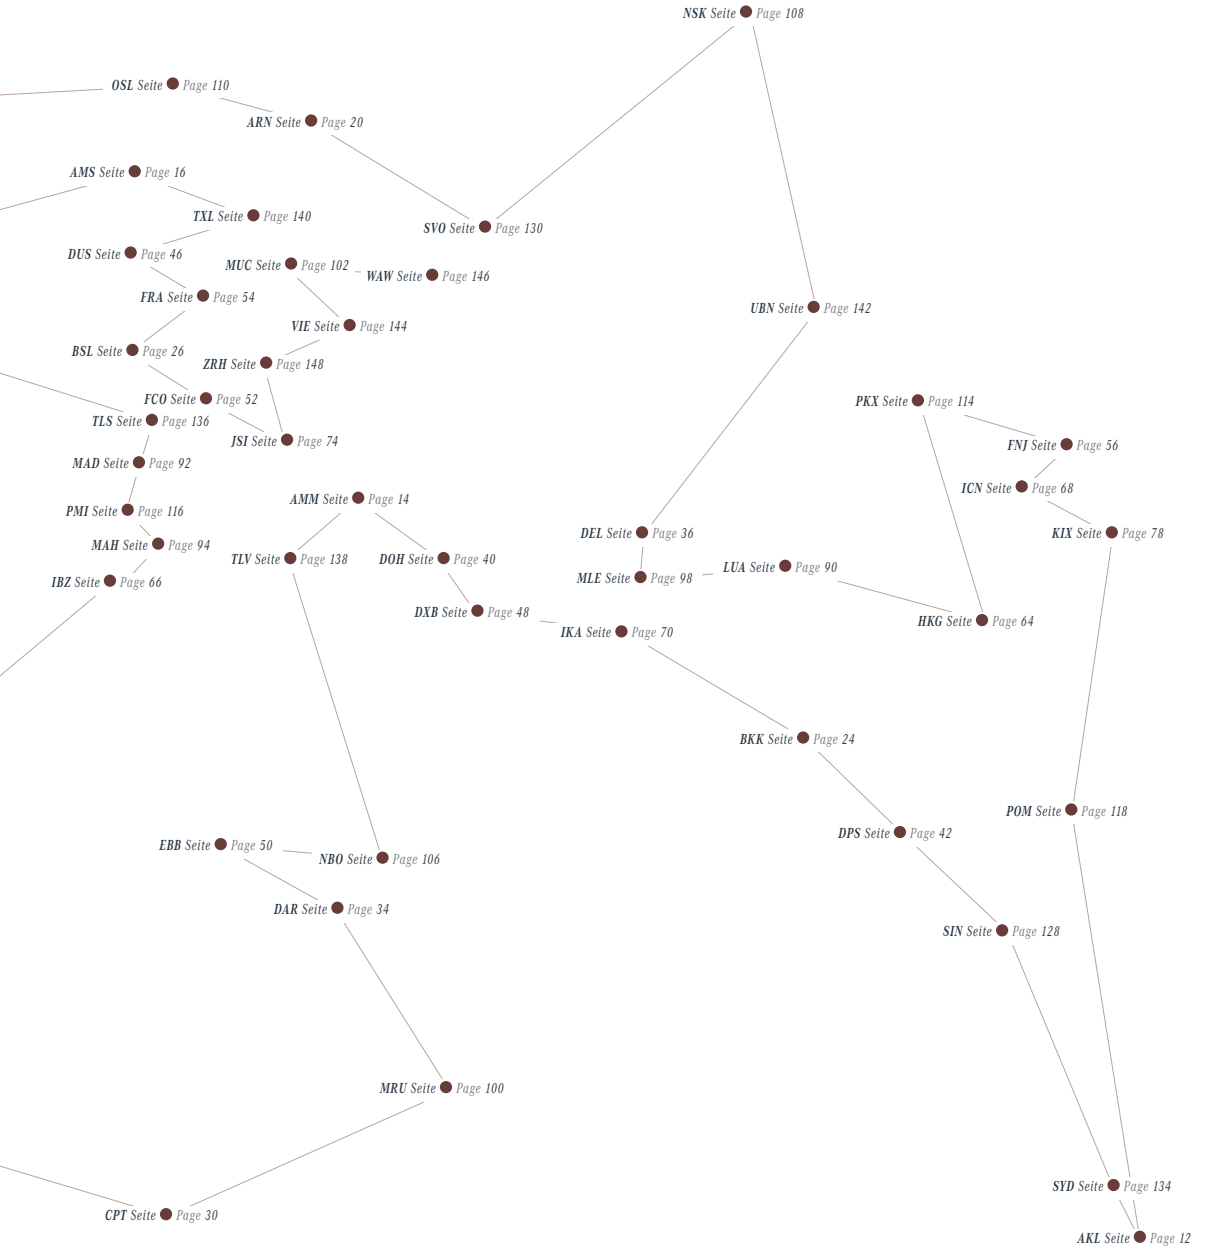 NSK Seite Page 108
OSL Seite Page 110
ARN Seite Page 20
AMS Seite Page 16
TXL Seite Page 140
SVO Seite Page 130
DUS Seite Page 46
MUC Seite Page 102
WAW Seite Page 146
FRA Seite Page 54
UBN Seite Page 142
VIE Seite Page 144
BSL Seite Page 26
ZRH Seite Page 148
FCO Seite Page 52
PKX Seite Page 114
TLS Seite Page 136
JSI Seite Page 74
FNJ Seite Page 56
MAD Seite Page 92
ICN Seite Page 68
AMM Seite Page 14
PMI Seite Page 116
DEL Seite Page 36
KIX Seite Page 78
MAH Seite Page 94
TLV Seite Page 138
DOH Seite Page 40
LUA Seite Page 90
MLE Seite Page 98
IBZ Seite Page 66
DXB Seite Page 48
HKG Seite Page 64
IKA Seite Page 70
BKK Seite Page 24
POM Seite Page 118
DPS Seite Page 42
EBB Seite Page 50
NBO Seite Page 106
DAR Seite Page 34
SIN Seite Page 128
MRU Seite Page 100
SYD Seite Page 134
CPT Seite Page 30
AKL Seite Page 12